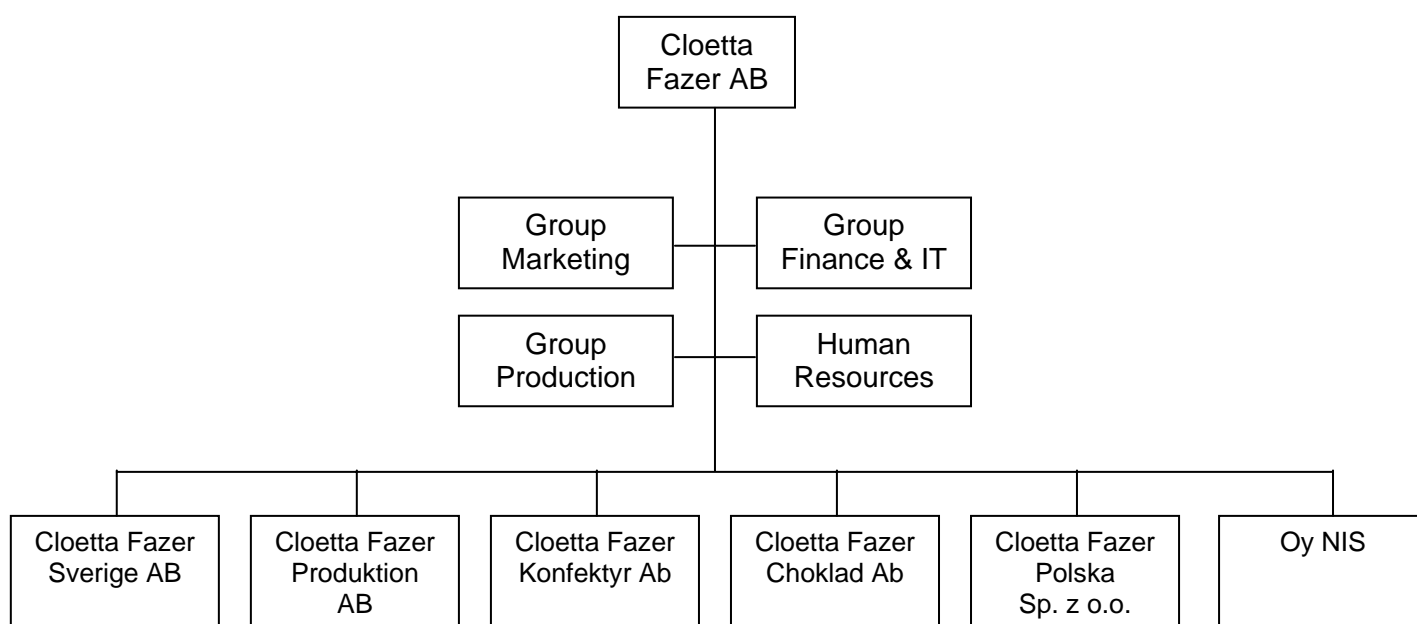 Cloetta
Fazer AB
Group
Marketing
Group
Finance & IT
Group
Production
Human
Resources
Cloetta Fazer
Sverige AB
Cloetta Fazer
Produktion
AB
Cloetta Fazer
Konfektyr Ab
Cloetta Fazer
Choklad Ab
Cloetta Fazer
Polska
Sp. z o.o.
Oy NIS